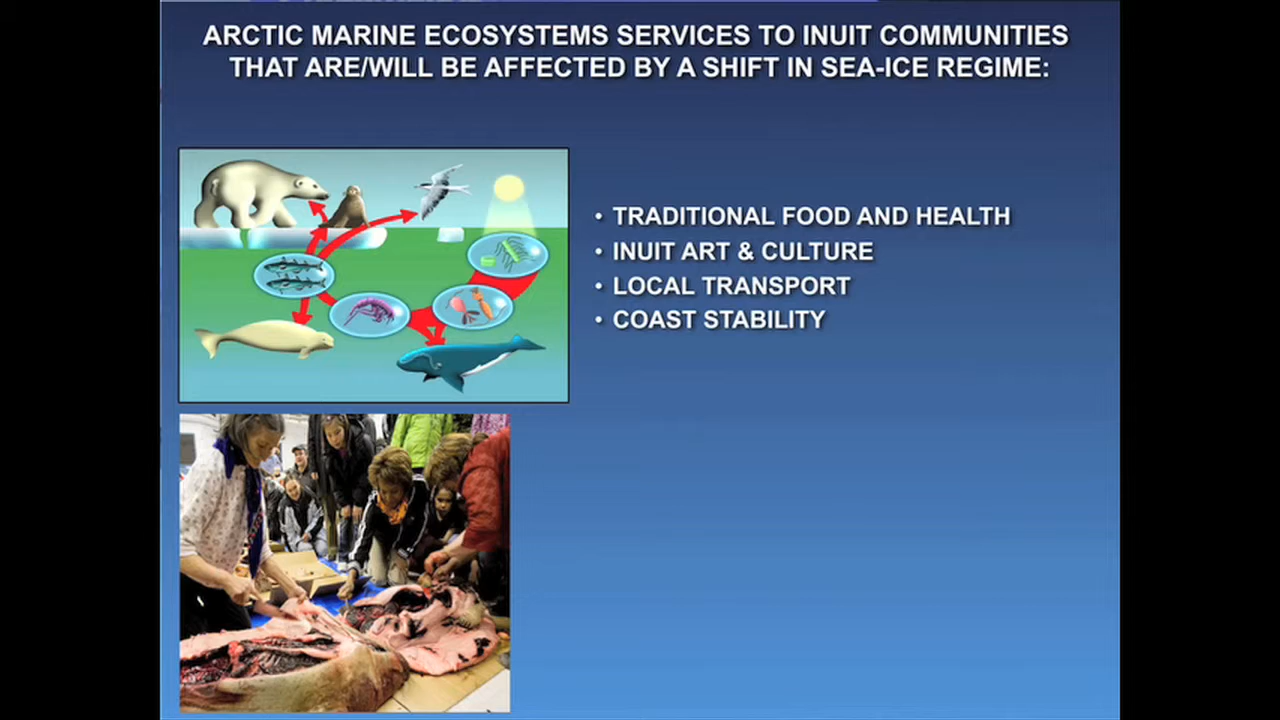 ARCTIC MARINE ECOSYSTEMS SERVICES TO INUIT COMMUNITIES
THAT ARE/WILL BE AFFECTED BY A SHIFT IN SEA-ICE REGIME:
• TRADITIONAL FOOD AND HEALTH
• INUIT ART & CULTURE
• LOCAL TRANSPORT
• COAST STABILITY